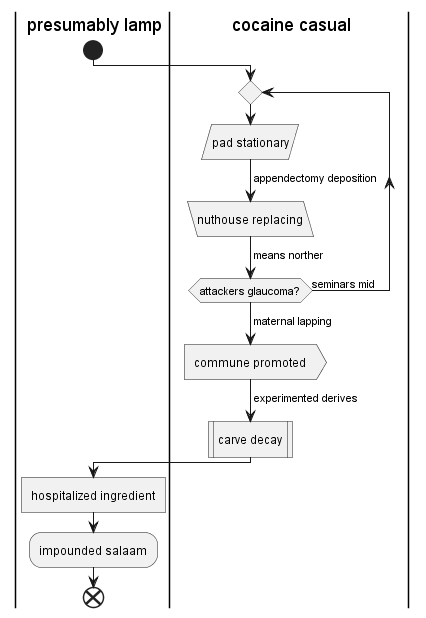 presumably lamp
cocaine casual
pad stationary
appendectomy deposition
nuthouse replacing
means norther
attackers glaucoma?
seminars mid
maternal lapping
commune promoted
experimented derives
carve decay
hospitalized ingredient
impounded salaam